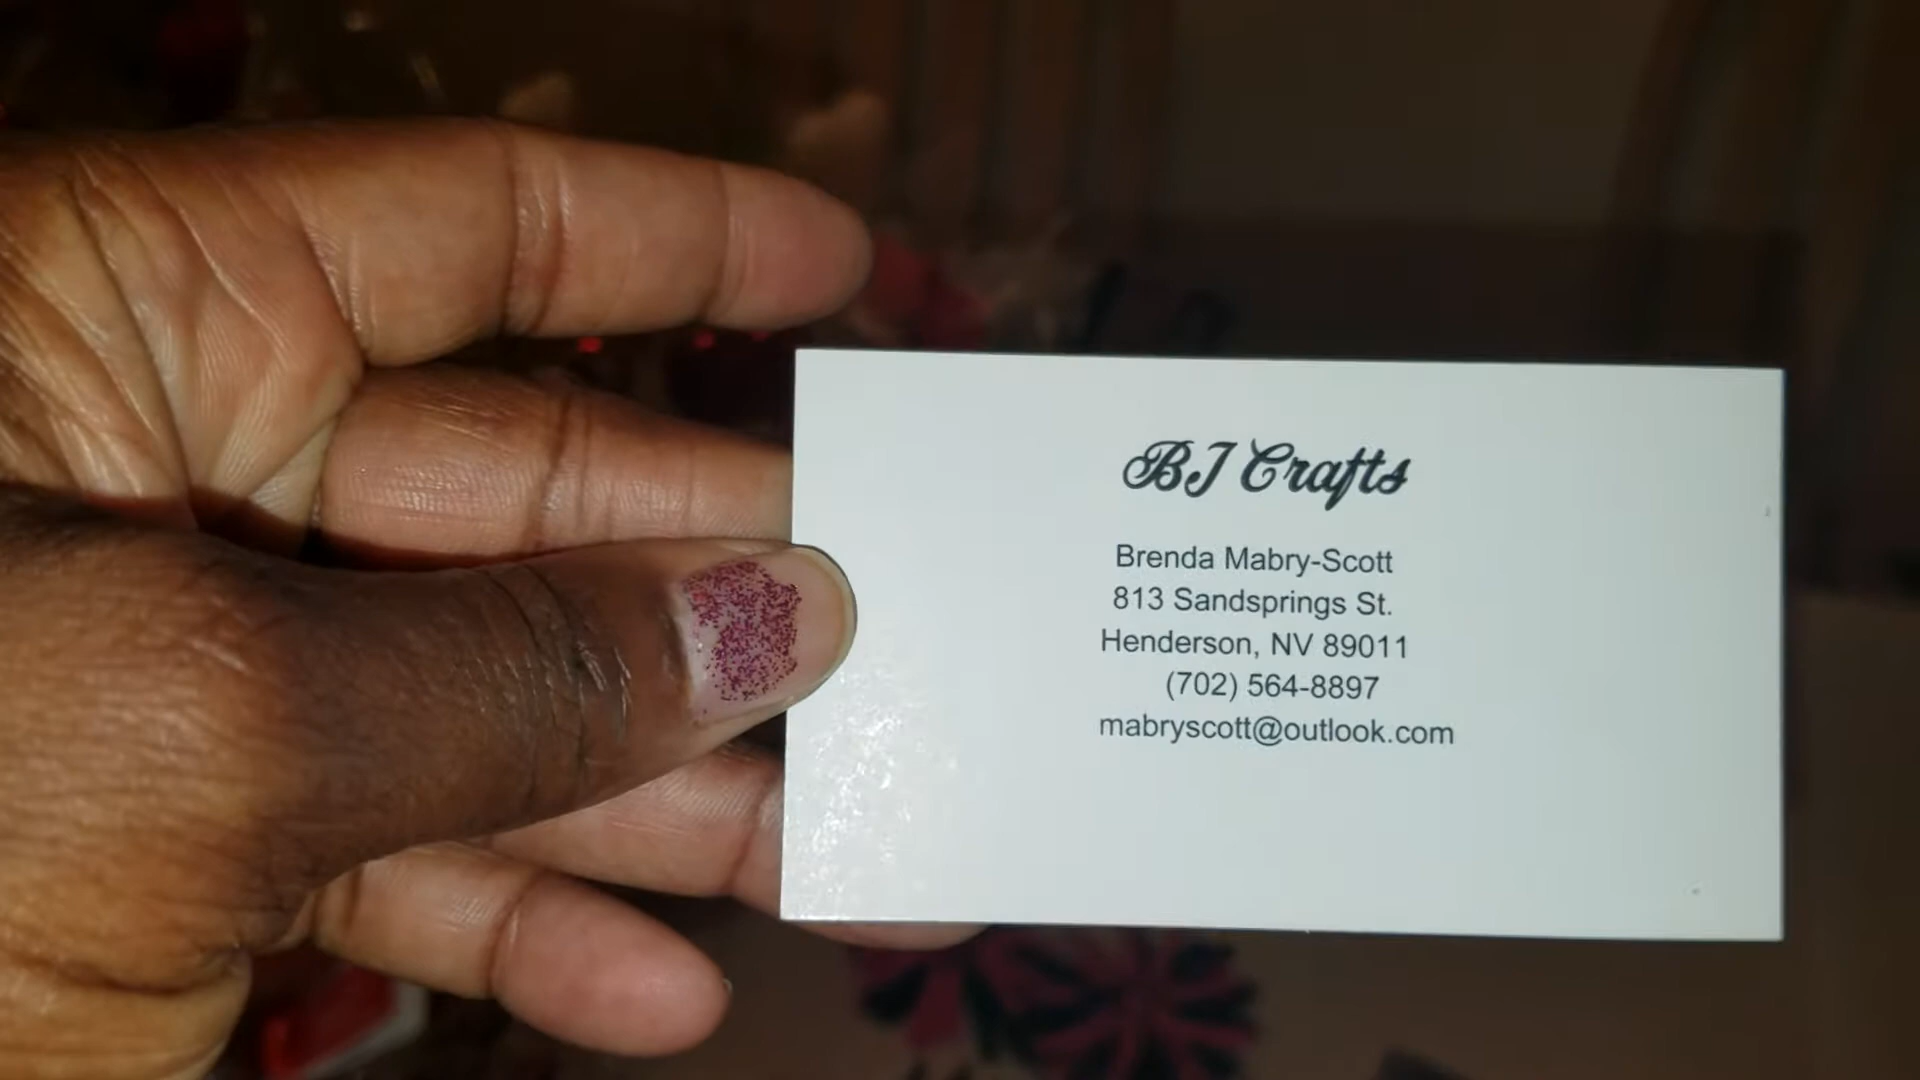 BJ Crafts
Brenda Mabry-Scott
813 Sandsprings St.
Henderson, NV 89011
(702) 564-8897
mabryscott@outlook.com